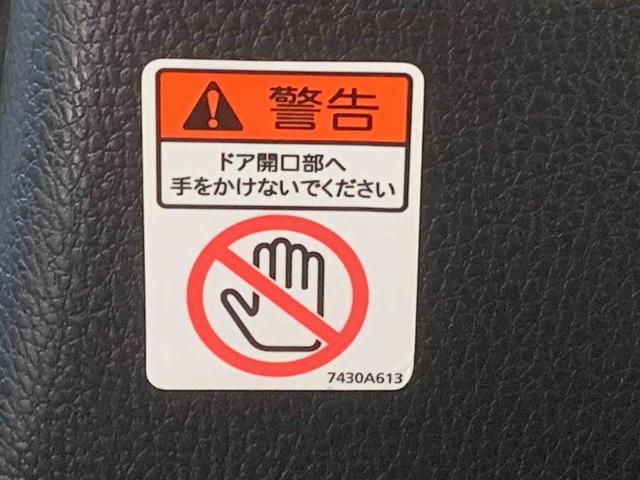 警告
ドア開口部へ
手をかけないでください
7430A613